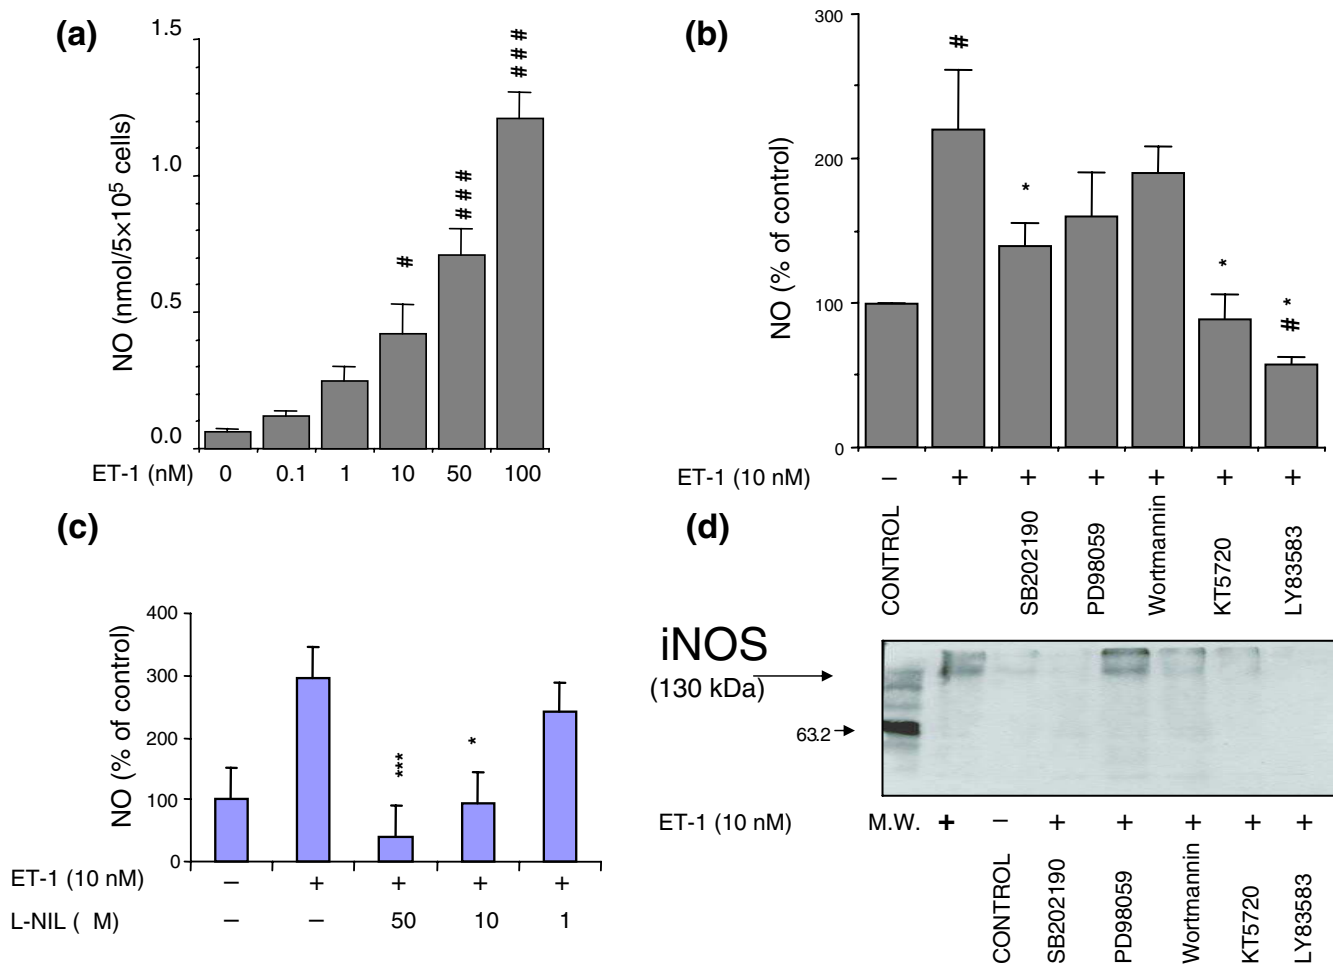 (a)
NO (nmol/5×10⁵ cells)
1.5
1.0
0.5
0.0
#
###
###
ET-1 (nM) 0 0.1 1 10 50 100
(b)
NO (% of control)
300
200
100
0
#
*
*
*
#
ET-1 (10 nM) – + + + + + +
CONTROL
SB202190
PD98059
Wortmannin
KT5720
LY83583
(c)
NO (% of control)
400
300
200
100
0
***
*
ET-1 (10 nM) – + + + +
L-NIL ( M) – – 50 10 1
(d)
iNOS
(130 kDa)
63.2
ET-1 (10 nM) M.W. + – + + + + +
CONTROL
SB202190
PD98059
Wortmannin
KT5720
LY83583